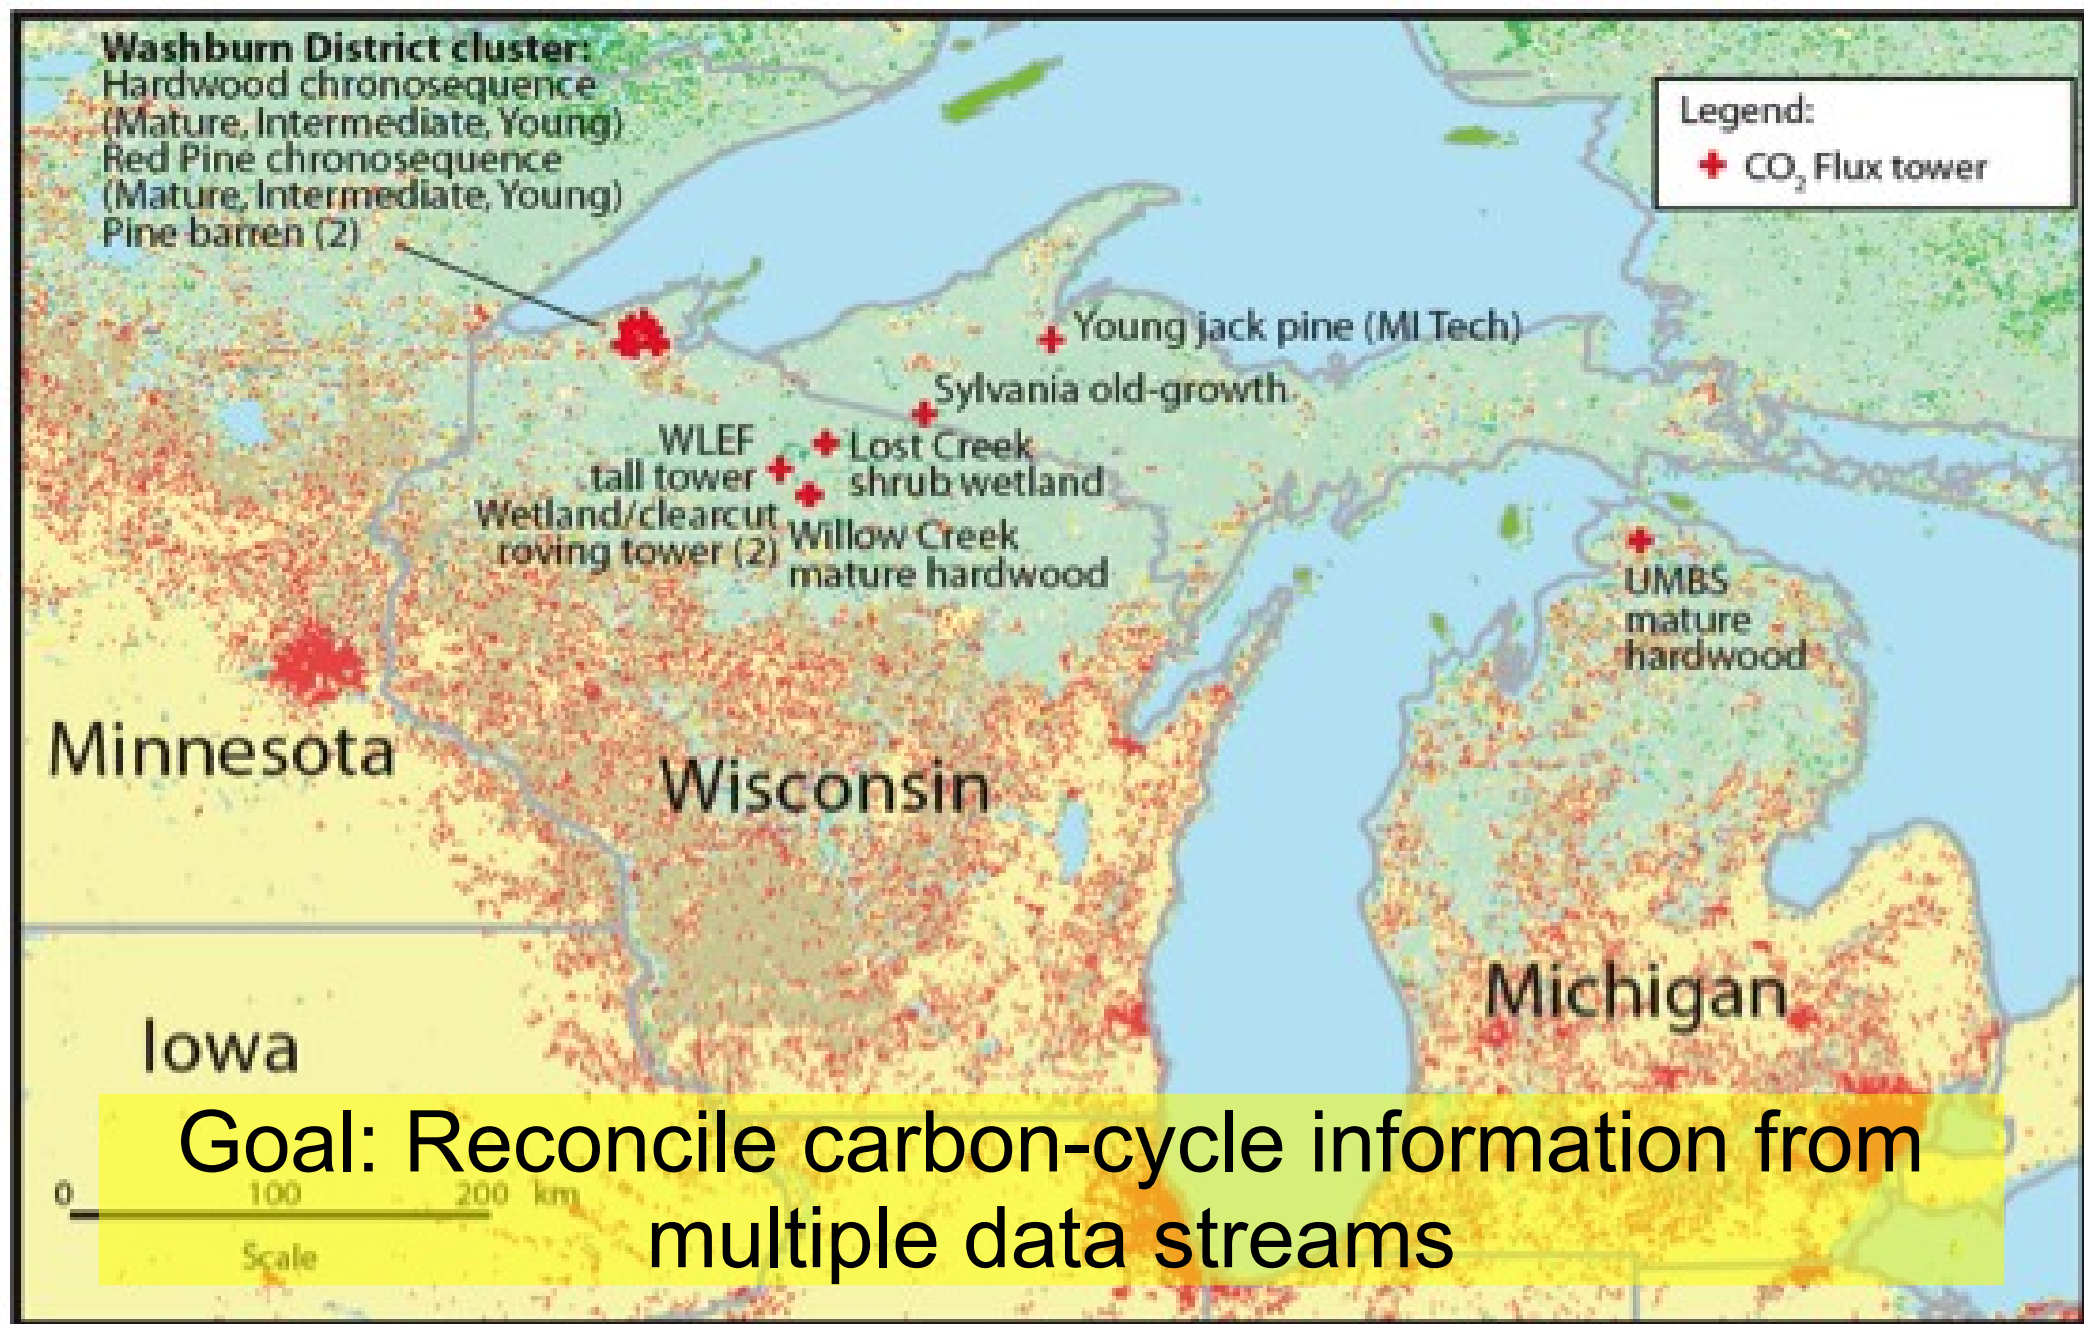 Washburn District cluster:
Hardwood chronosequence
(Mature, Intermediate, Young)
Red Pine chronosequence
(Mature, Intermediate, Young)
Pine barren (2)
Legend:
CO₂ Flux tower
Young jack pine (MI Tech)
Sylvania old-growth
WLEF
tall tower
Lost Creek
shrub wetland
Wetland/clearcut
roving tower (2)
Willow Creek
mature hardwood
UMBS
mature
hardwood
Minnesota
Wisconsin
Michigan
Iowa
Goal: Reconcile carbon-cycle information from
multiple data streams
0 100 200 km
Scale